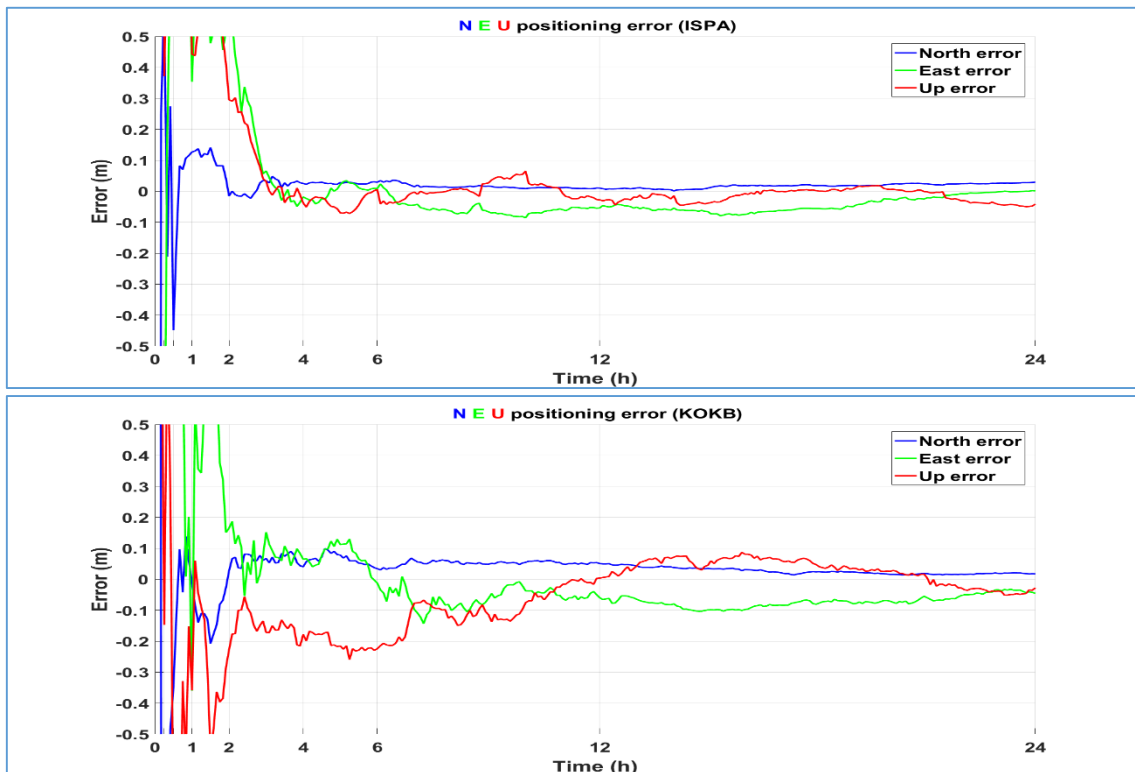 N E U positioning error (ISPA)
0.5
0.4
0.3
0.2
0.1
0
-0.1
-0.2
-0.3
-0.4
-0.5
Error (m)
North error
East error
Up error
0 1 2 4 6 12 24
Time (h)
N E U positioning error (KOKB)
0.5
0.4
0.3
0.2
0.1
0
-0.1
-0.2
-0.3
-0.4
-0.5
Error (m)
North error
East error
Up error
0 1 2 4 6 12 24
Time (h)